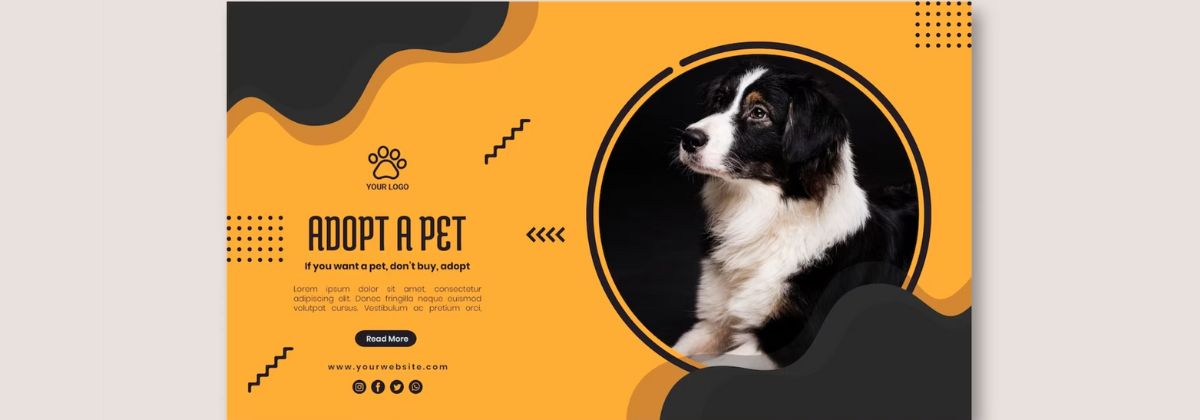 YOUR LOGO
ADOPT A PET
If you want a pet, don't buy, adopt
Lorem ipsum dolor sit amet, consectetur
adipiscing elit. Donec fringilla neque euismod
volutpat cursus. Vestibulum ac pretium orci,
Read More
www.yourwebsite.com